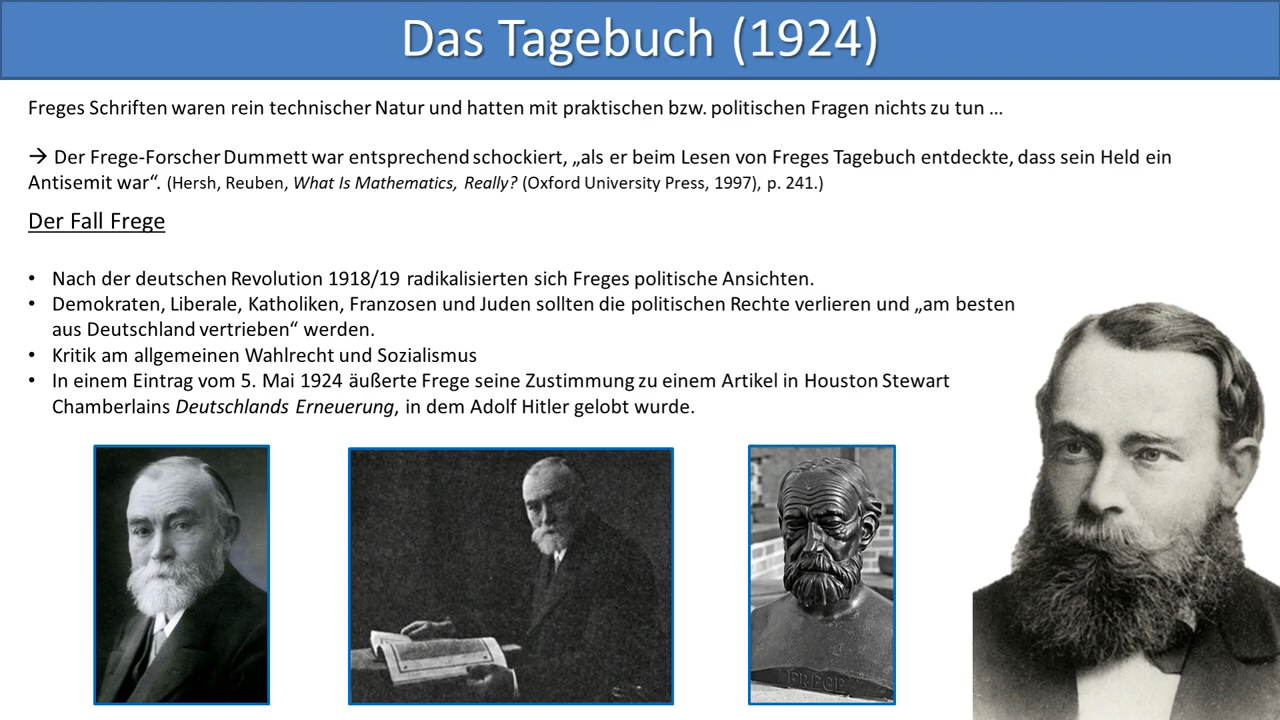 Das Tagebuch (1924)
Freges Schriften waren rein technischer Natur und hatten mit praktischen bzw. politischen Fragen nichts zu tun ...
→ Der Frege-Forscher Dummett war entsprechend schockiert, „als er beim Lesen von Freges Tagebuch entdeckte, dass sein Held ein
Antisemit war“. (Hersh, Reuben, What Is Mathematics, Really? (Oxford University Press, 1997), p. 241.)
Der Fall Frege
• Nach der deutschen Revolution 1918/19 radikalisierten sich Freges politische Ansichten.
• Demokraten, Liberale, Katholiken, Franzosen und Juden sollten die politischen Rechte verlieren und „am besten
aus Deutschland vertrieben“ werden.
• Kritik am allgemeinen Wahlrecht und Sozialismus
• In einem Eintrag vom 5. Mai 1924 äußerte Frege seine Zustimmung zu einem Artikel in Houston Stewart
Chamberlains Deutschlands Erneuerung, in dem Adolf Hitler gelobt wurde.
FREGE